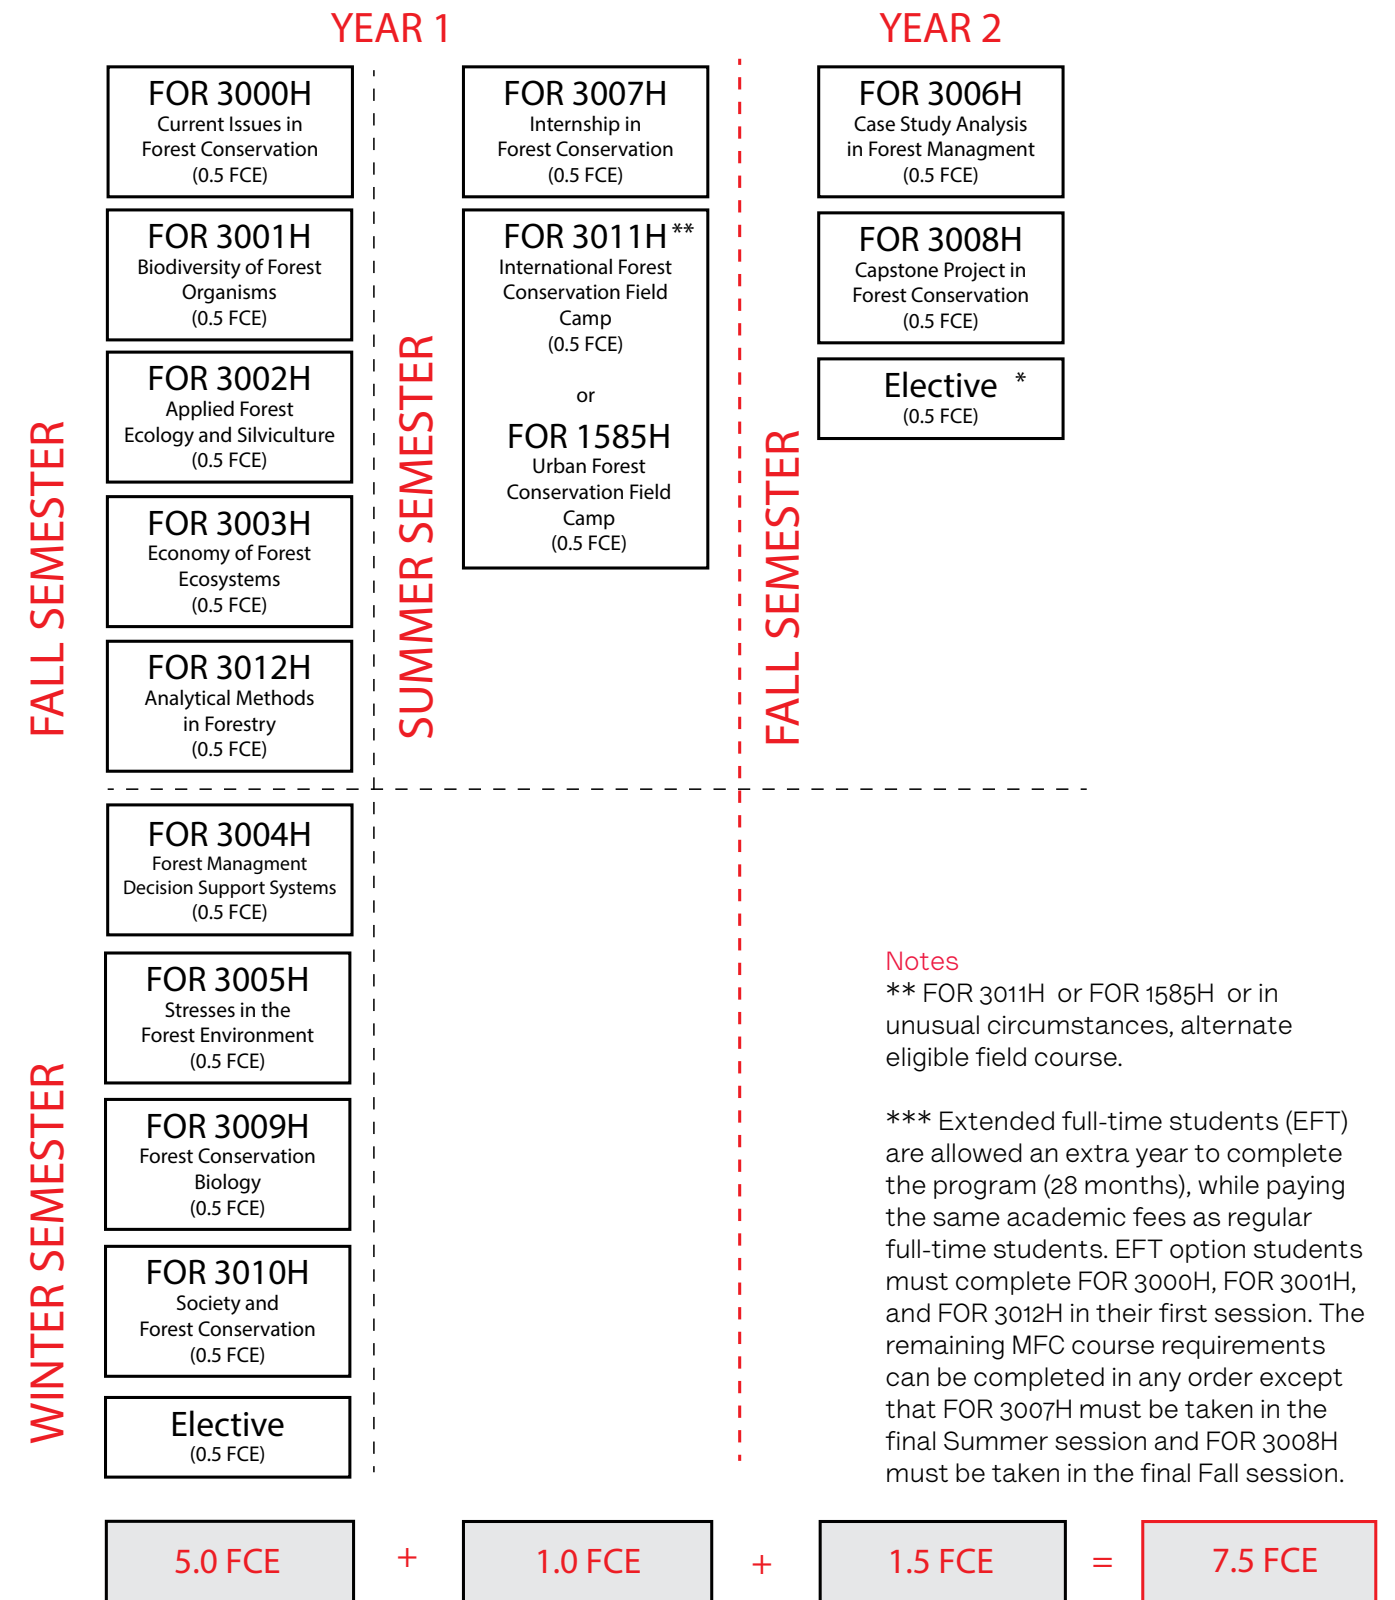 YEAR 1
YEAR 2
FALL SEMESTER
FOR 3000H
Current Issues in
Forest Conservation
(0.5 FCE)
FOR 3001H
Biodiversity of Forest
Organisms
(0.5 FCE)
FOR 3002H
Applied Forest
Ecology and Silviculture
(0.5 FCE)
FOR 3003H
Economy of Forest
Ecosystems
(0.5 FCE)
FOR 3012H
Analytical Methods
in Forestry
(0.5 FCE)
WINTER SEMESTER
FOR 3004H
Forest Managment
Decision Support Systems
(0.5 FCE)
FOR 3005H
Stresses in the
Forest Environment
(0.5 FCE)
FOR 3009H
Forest Conservation
Biology
(0.5 FCE)
FOR 3010H
Society and
Forest Conservation
(0.5 FCE)
Elective
(0.5 FCE)
SUMMER SEMESTER
FOR 3007H
Internship in
Forest Conservation
(0.5 FCE)
FOR 3011H **
International Forest
Conservation Field
Camp
(0.5 FCE)
or
FOR 1585H
Urban Forest
Conservation Field
Camp
(0.5 FCE)
FALL SEMESTER
FOR 3006H
Case Study Analysis
in Forest Managment
(0.5 FCE)
FOR 3008H
Capstone Project in
Forest Conservation
(0.5 FCE)
Elective *
(0.5 FCE)
Notes
** FOR 3011H or FOR 1585H or in
unusual circumstances, alternate
eligible field course.
*** Extended full-time students (EFT)
are allowed an extra year to complete
the program (28 months), while paying
the same academic fees as regular
full-time students. EFT option students
must complete FOR 3000H, FOR 3001H,
and FOR 3012H in their first session. The
remaining MFC course requirements
can be completed in any order except
that FOR 3007H must be taken in the
final Summer session and FOR 3008H
must be taken in the final Fall session.
5.0 FCE + 1.0 FCE + 1.5 FCE = 7.5 FCE